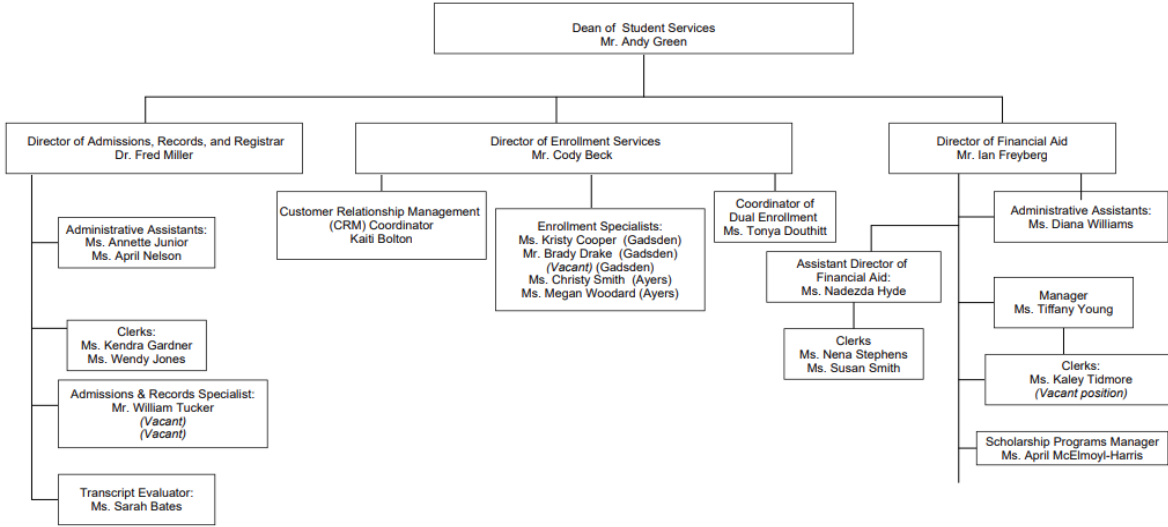 Dean of Student Services
Mr. Andy Green
Director of Admissions, Records, and Registrar
Dr. Fred Miller
Director of Enrollment Services
Mr. Cody Beck
Director of Financial Aid
Mr. Ian Freyberg
Administrative Assistants:
Ms. Annette Junior
Ms. April Nelson
Clerks:
Ms. Kendra Gardner
Ms. Wendy Jones
Admissions & Records Specialist:
Mr. William Tucker
(Vacant)
(Vacant)
Transcript Evaluator:
Ms. Sarah Bates
Customer Relationship Management
(CRM) Coordinator
Kaiti Bolton
Enrollment Specialists:
Ms. Kristy Cooper (Gadsden)
Mr. Brady Drake (Gadsden)
(Vacant) (Gadsden)
Ms. Christy Smith (Ayers)
Ms. Megan Woodard (Ayers)
Coordinator of
Dual Enrollment
Ms. Tonya Douthitt
Assistant Director of
Financial Aid:
Ms. Nadezda Hyde
Clerks
Ms. Nena Stephens
Ms. Susan Smith
Administrative Assistants:
Ms. Diana Williams
Manager
Ms. Tiffany Young
Clerks:
Ms. Kaley Tidmore
(Vacant position)
Scholarship Programs Manager
Ms. April McElmoyl-Harris